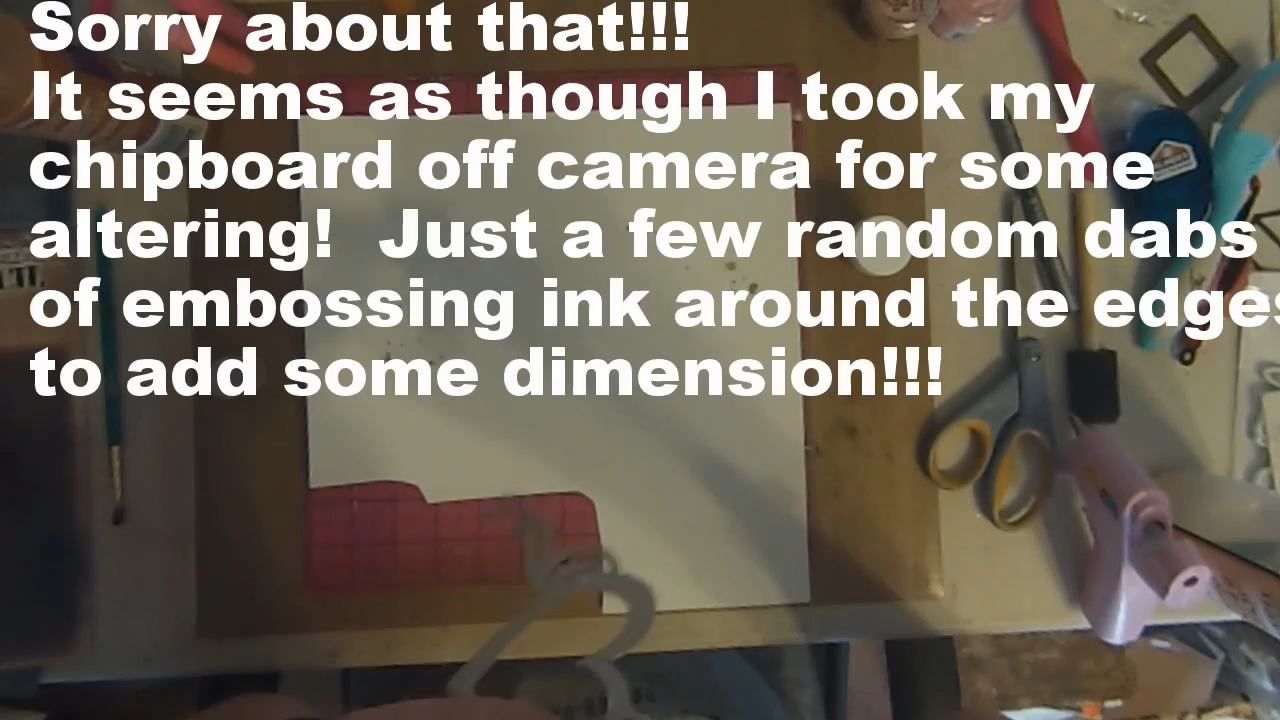 Sorry about that!!!
It seems as though I took my
chipboard off camera for some
altering!  Just a few random dabs
of embossing ink around the edges
to add some dimension!!!